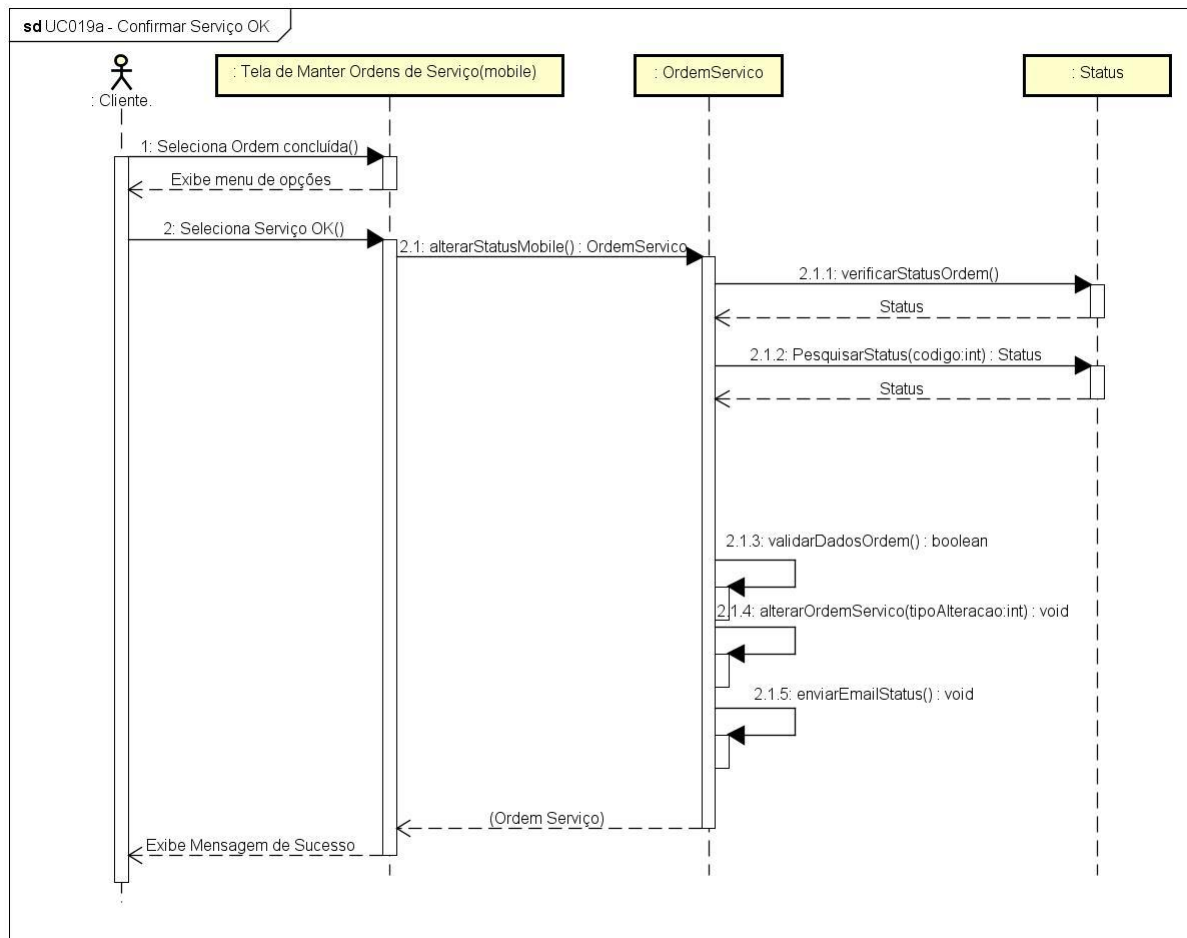 sd UC019a - Confirmar Serviço OK
: Cliente.
: Tela de Manter Ordens de Serviço(mobile)
: OrdemServico
: Status
1: Seleciona Ordem concluída()
Exibe menu de opções
2: Seleciona Serviço OK()
2.1: alterarStatusMobile() : OrdemServico
2.1.1: verificarStatusOrdem()
Status
2.1.2: PesquisarStatus(codigo:int) : Status
Status
2.1.3: validarDadosOrdem() : boolean
2.1.4: alterarOrdemServico(tipoAlteracao:int) : void
2.1.5: enviarEmailStatus() : void
(Ordem Serviço)
Exibe Mensagem de Sucesso